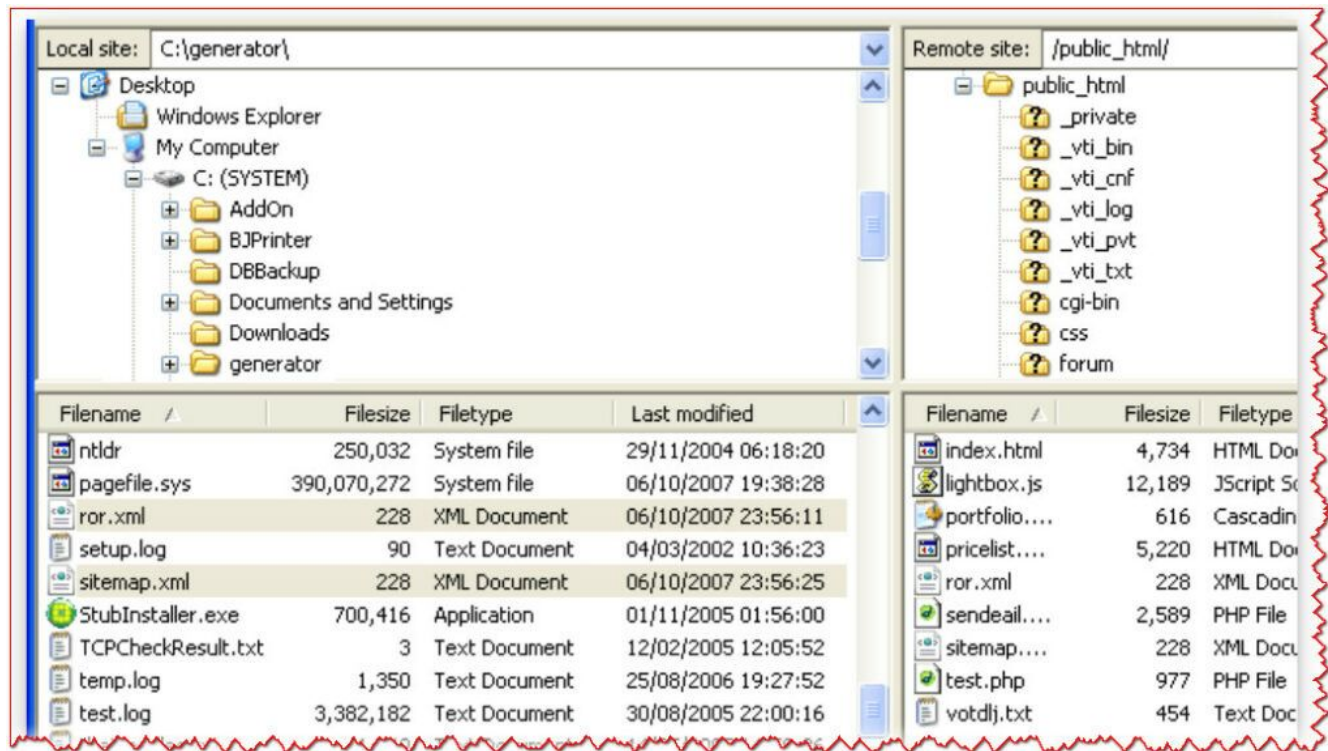 Local site: C:\generator\
Desktop
Windows Explorer
My Computer
C: (SYSTEM)
AddOn
BJPrinter
DBBackup
Documents and Settings
Downloads
generator
Remote site: /public_html/
public_html
_private
_vti_bin
_vti_cnf
_vti_log
_vti_pvt
_vti_txt
cgi-bin
css
forum
Filename Filesize Filetype Last modified
ntldr 250,032 System file 29/11/2004 06:18:20
pagefile.sys 390,070,272 System file 06/10/2007 19:38:28
ror.xml 228 XML Document 06/10/2007 23:56:11
setup.log 90 Text Document 04/03/2002 10:36:23
sitemap.xml 228 XML Document 06/10/2007 23:56:25
StubInstaller.exe 700,416 Application 01/11/2005 01:56:00
TCPCheckResult.txt 3 Text Document 12/02/2005 12:05:52
temp.log 1,350 Text Document 25/08/2006 19:27:52
test.log 3,382,182 Text Document 30/08/2005 22:00:16
Filename Filesize Filetype
index.html 4,734 HTML Do
lightbox.js 12,189 JScript Sc
portfolio.... 616 Cascadin
pricelist.... 5,220 HTML Do
ror.xml 228 XML Docu
sendeail.... 2,589 PHP File
sitemap.... 228 XML Docu
test.php 977 PHP File
votdlj.txt 454 Text Doc